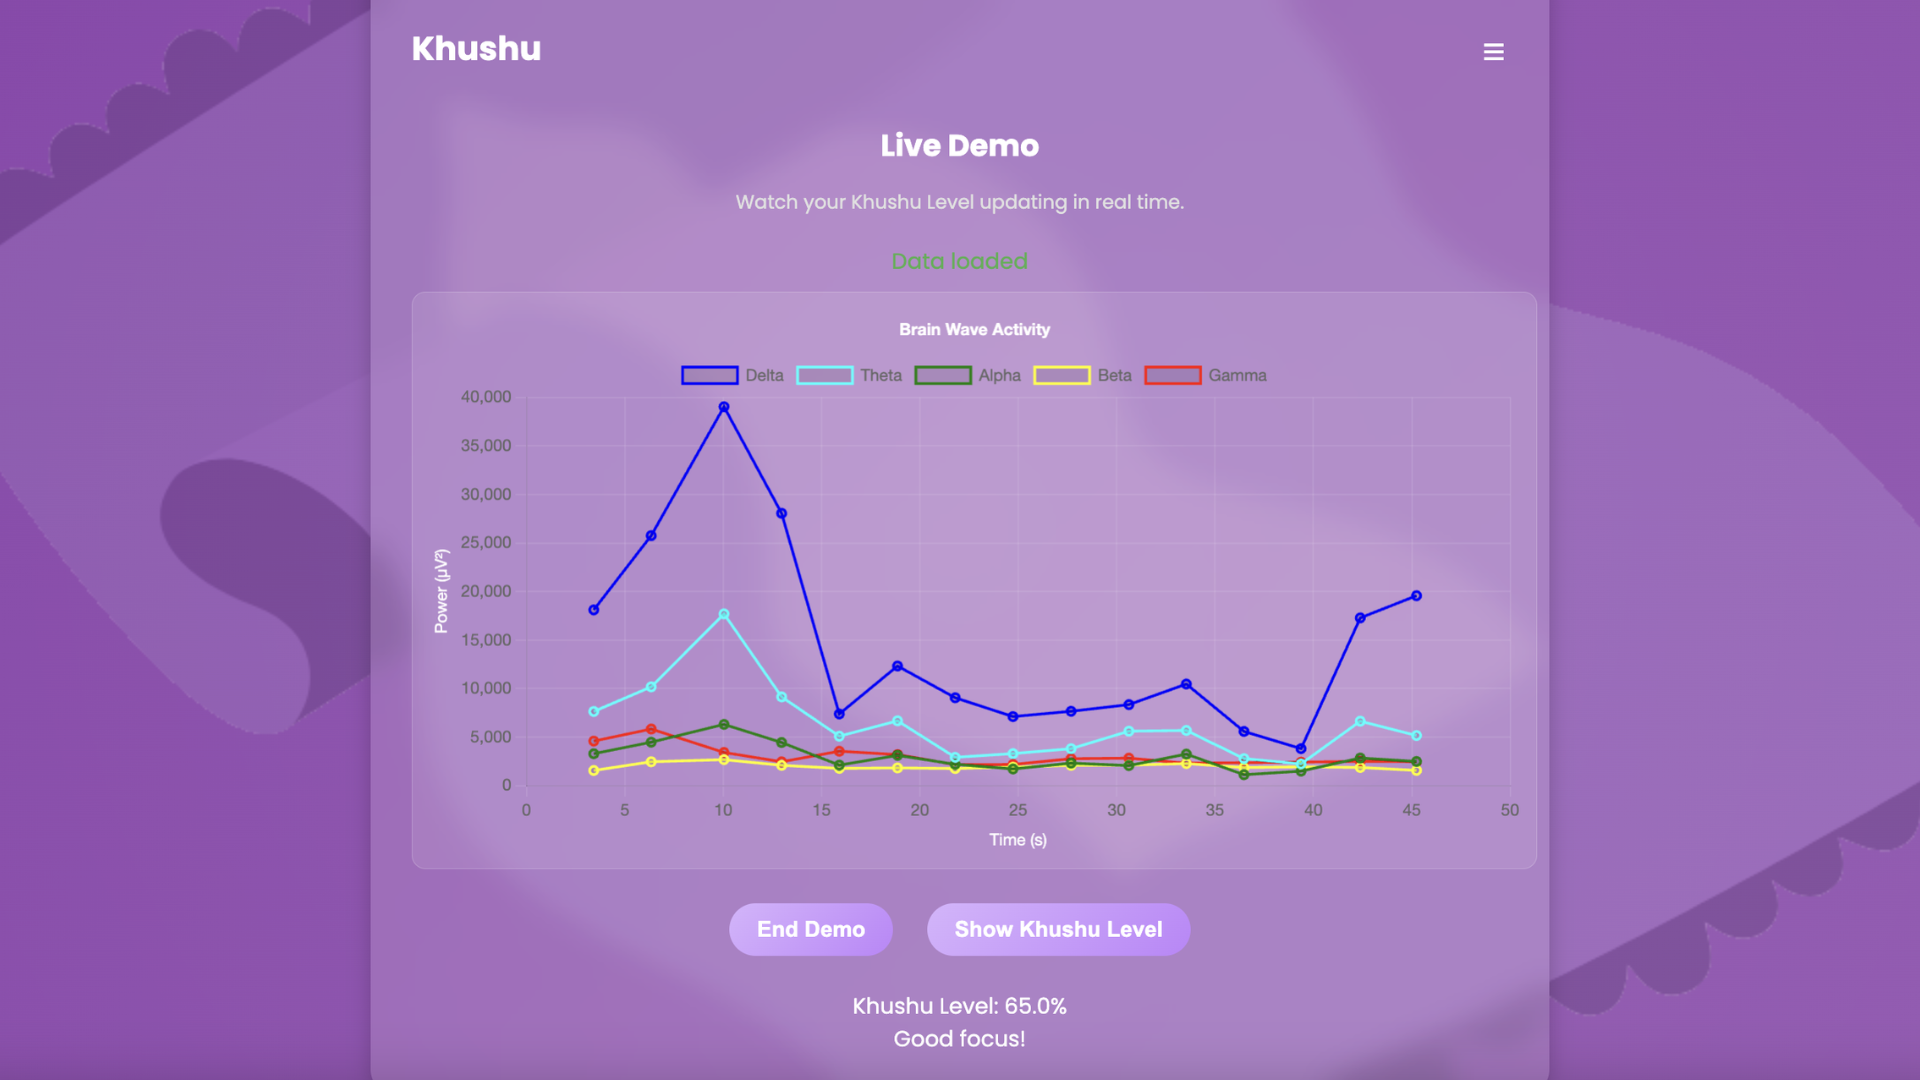 Khushu
Live Demo
Watch your Khushu Level updating in real time.
Data loaded
Brain Wave Activity
Delta Theta Alpha Beta Gamma
40,000
35,000
30,000
25,000
20,000
15,000
10,000
5,000
0
Power (μV²)
0 5 10 15 20 25 30 35 40 45 50
Time (s)
End Demo Show Khushu Level
Khushu Level: 65.0%
Good focus!